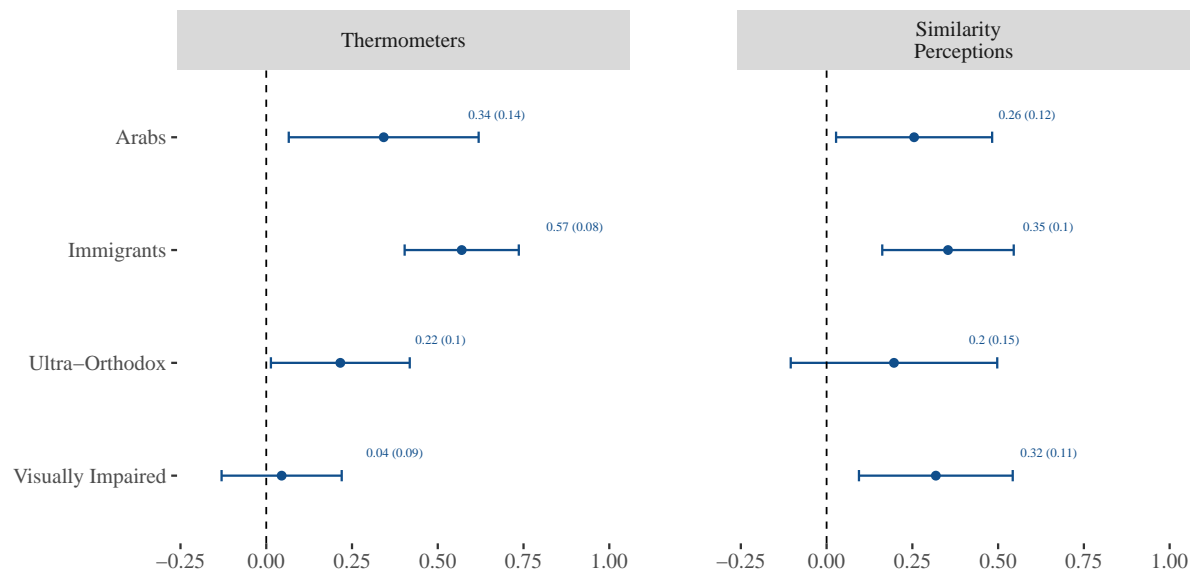 Thermometers
Similarity
Perceptions
Arabs
0.34 (0.14)
0.26 (0.12)
Immigrants
0.57 (0.08)
0.35 (0.1)
Ultra−Orthodox
0.22 (0.1)
0.2 (0.15)
Visually Impaired
0.04 (0.09)
0.32 (0.11)
−0.25 0.00 0.25 0.50 0.75 1.00
−0.25 0.00 0.25 0.50 0.75 1.00